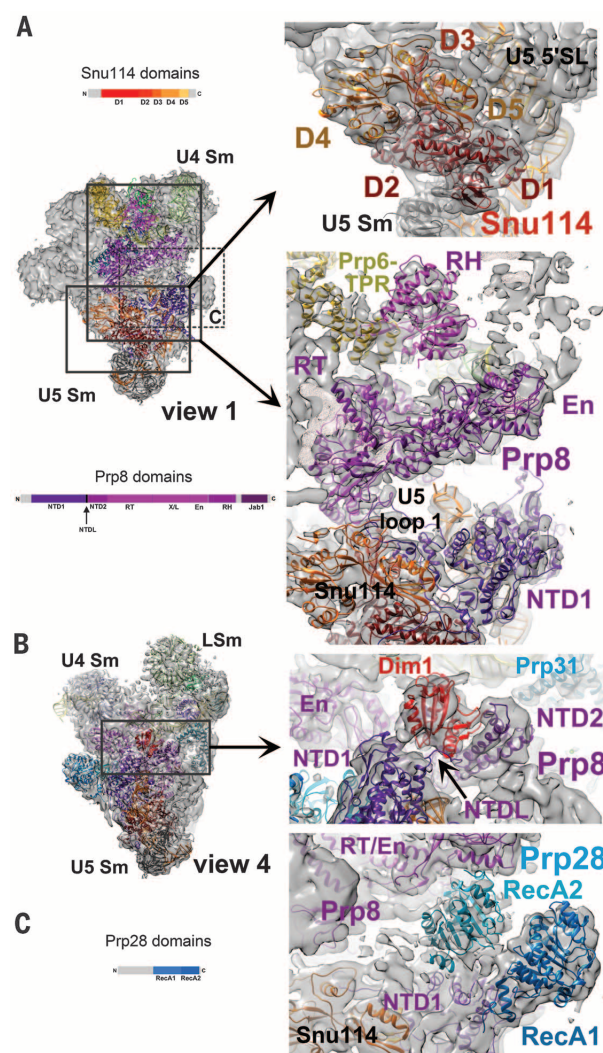 A
Snu114 domains
N C
D1 D2 D3 D4 D5
U4 Sm
C
U5 Sm
view 1
D3
U5 5'SL
D4
D5
D2
D1
U5 Sm
Snu114
Prp6-
TPR
RH
RT
En
Prp8
U5
loop 1
Snu114
NTD1
Prp8 domains
N C
NTD1 NTD2 RT X/L En RH Jab1
NTDL
B
U4 Sm
LSm
U5 Sm
view 4
Dim1
Prp31
En
NTD2
NTD1
Prp8
NTDL
C
Prp28 domains
N C
RecA1 RecA2
RT/En
Prp28
RecA2
Prp8
NTD1
Snu114
RecA1